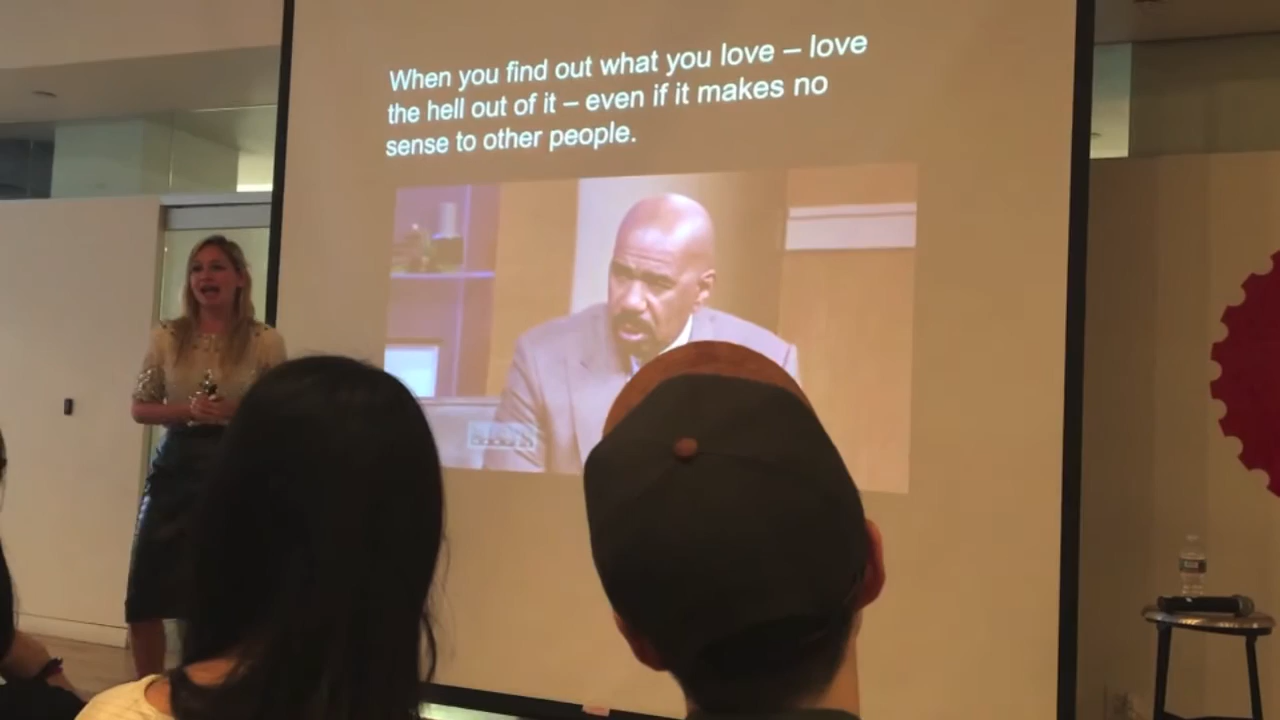 When you find out what you love – love
the hell out of it – even if it makes no
sense to other people.